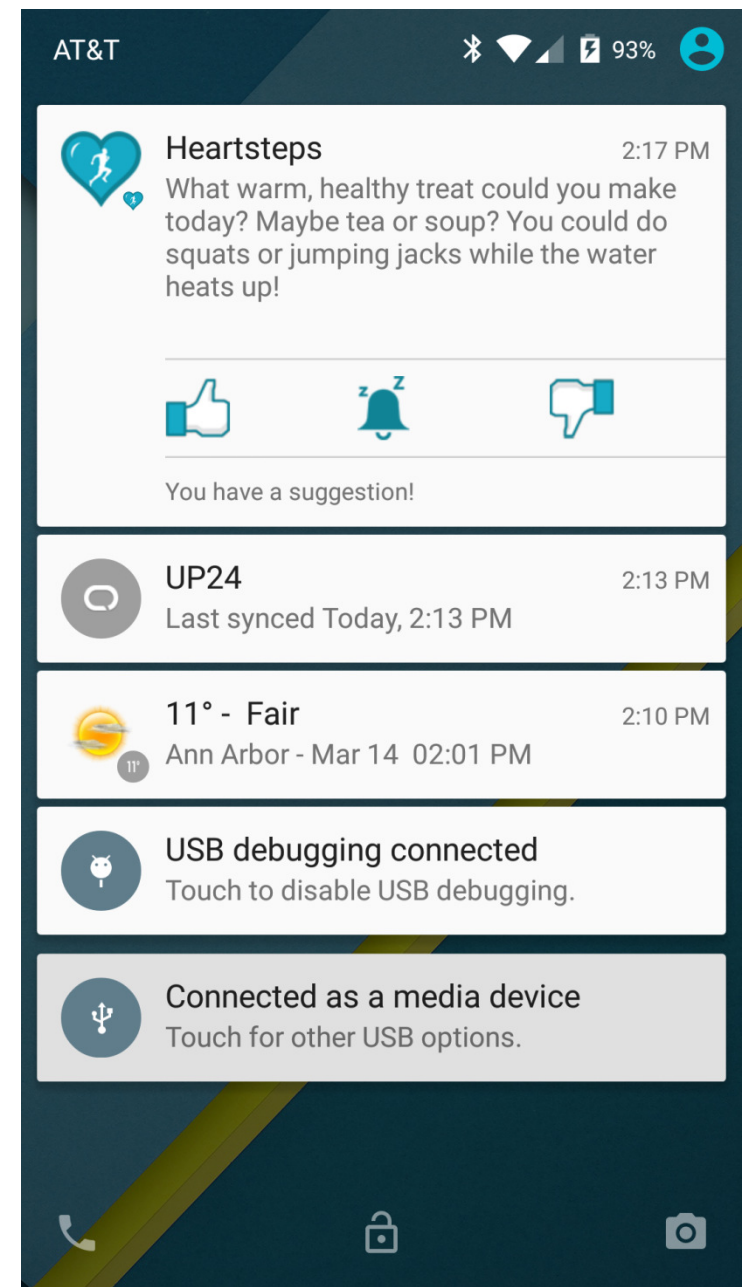 AT&T
93%
Heartsteps 2:17 PM
What warm, healthy treat could you make
today? Maybe tea or soup? You could do
squats or jumping jacks while the water
heats up!
z z
You have a suggestion!
UP24 2:13 PM
Last synced Today, 2:13 PM
11° - Fair 2:10 PM
11°
Ann Arbor - Mar 14 02:01 PM
USB debugging connected
Touch to disable USB debugging.
Connected as a media device
Touch for other USB options.